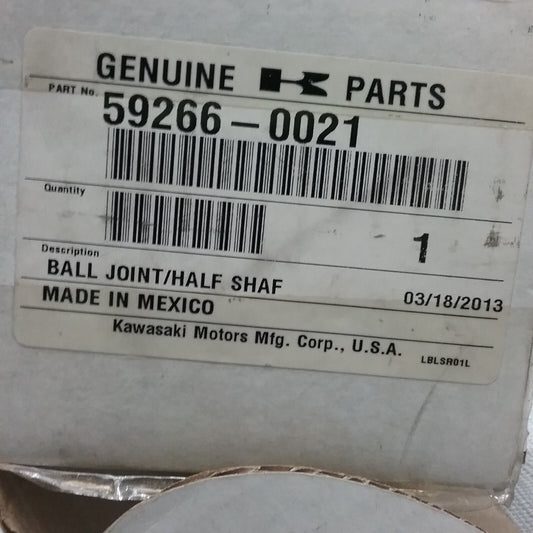 GENUINE K PARTS
PART No. 59266-0021
Quantity 1
Description
BALL JOINT/HALF SHAF
MADE IN MEXICO 03/18/2013
Kawasaki Motors Mfg. Corp., U.S.A.
LBLSR01L